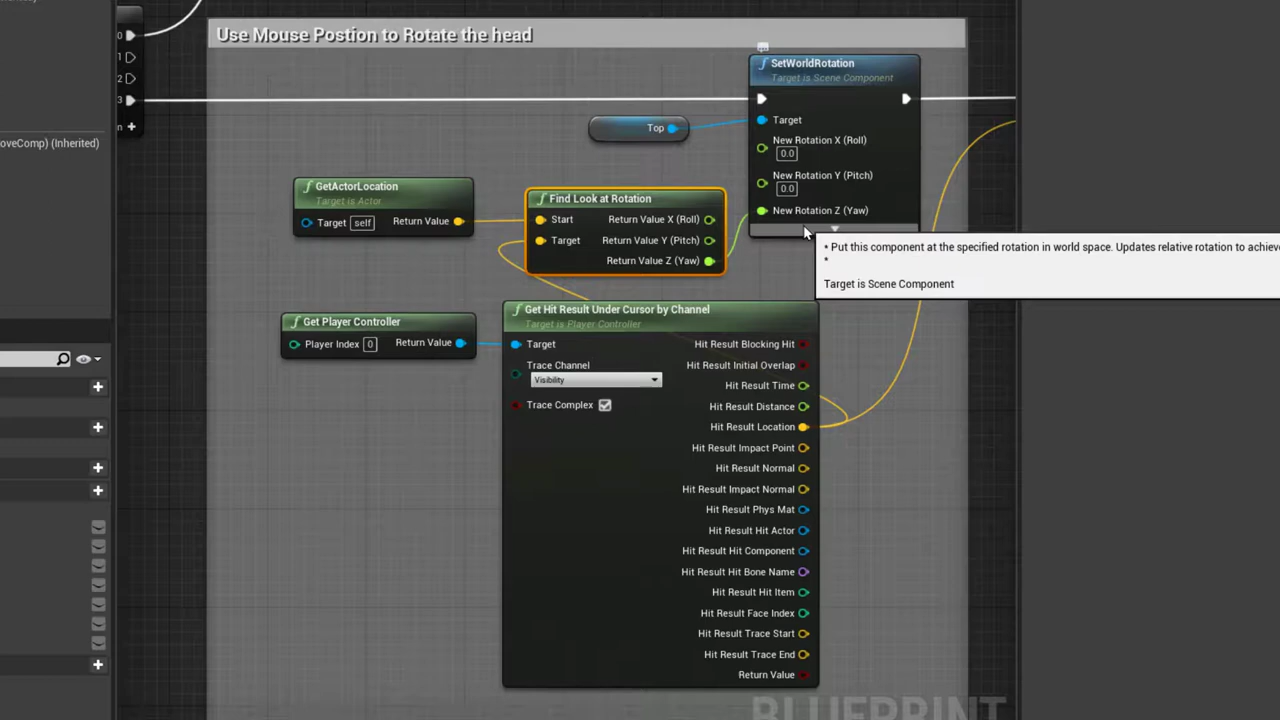 Use Mouse Postion to Rotate the head
SetWorldRotation
Target is Scene Component
0
1
2
3
Top
Target
New Rotation X (Roll)
0.0
New Rotation Y (Pitch)
0.0
New Rotation Z (Yaw)
oveComp) (Inherited)
GetActorLocation
Target is Actor
Target self
Return Value
Find Look at Rotation
Start
Return Value X (Roll)
Target
Return Value Y (Pitch)
Return Value Z (Yaw)
• Put this component at the specified rotation in world space. Updates relative rotation to achieve
•
Target is Scene Component
Get Player Controller
Player Index 0
Return Value
Get Hit Result Under Cursor by Channel
Target is Player Controller
Target
Hit Result Blocking Hit
Trace Channel
Hit Result Initial Overlap
Visibility
Hit Result Time
Trace Complex
Hit Result Distance
Hit Result Location
Hit Result Impact Point
Hit Result Normal
Hit Result Impact Normal
Hit Result Phys Mat
Hit Result Hit Actor
Hit Result Hit Component
Hit Result Hit Bone Name
Hit Result Hit Item
Hit Result Face Index
Hit Result Trace Start
Hit Result Trace End
Return Value
BLUEPRINT